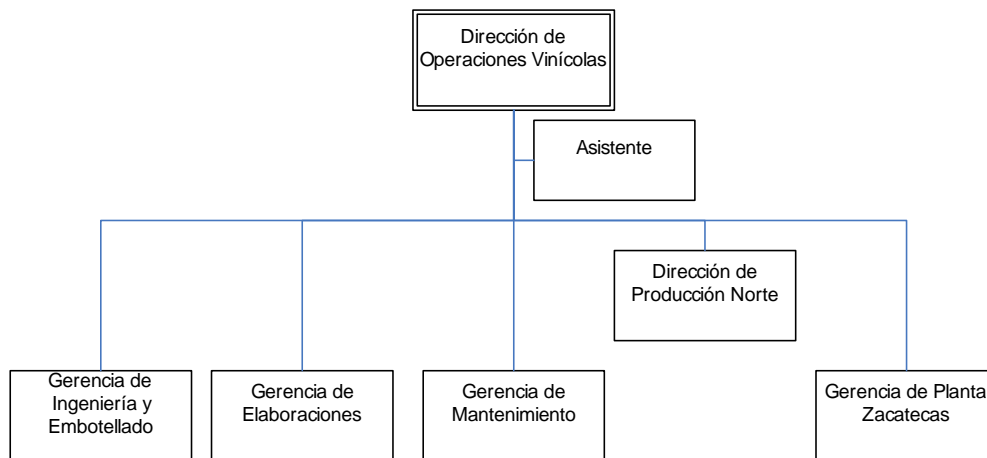 Dirección de
Operaciones Vinícolas
Asistente
Dirección de
Producción Norte
Gerencia de
Ingeniería y
Embotellado
Gerencia de
Elaboraciones
Gerencia de
Mantenimiento
Gerencia de Planta
Zacatecas